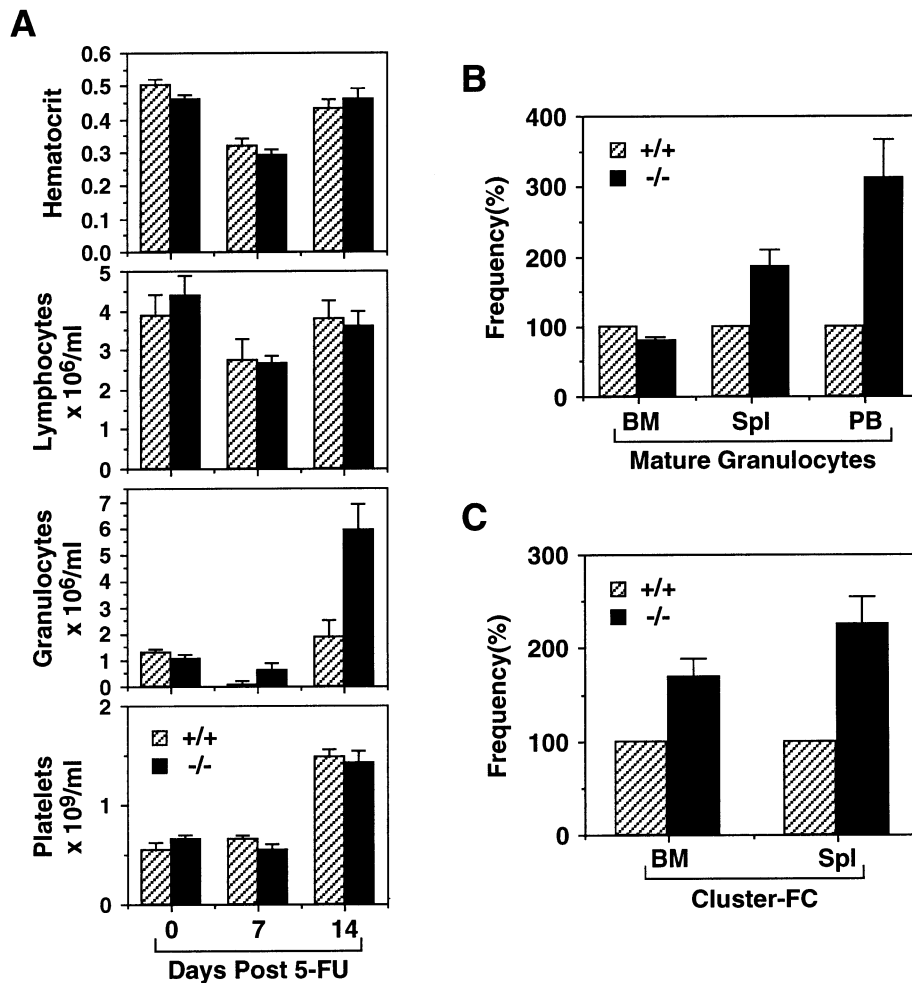 A
0.6
0.5
0.4
0.3
0.2
0.1
0.0
Hematocrit
5
4
3
2
1
0
Lymphocytes
x 10⁶/ml
7
6
5
4
3
2
1
0
Granulocytes
x 10⁶/ml
2
1
0
Platelets
x 10⁹/ml
+/+
-/-
0 7 14
Days Post 5-FU
B
400
300
200
100
0
Frequency(%)
+/+
-/-
BM Spl PB
Mature Granulocytes
C
300
200
100
0
Frequency(%)
+/+
-/-
BM Spl
Cluster-FC